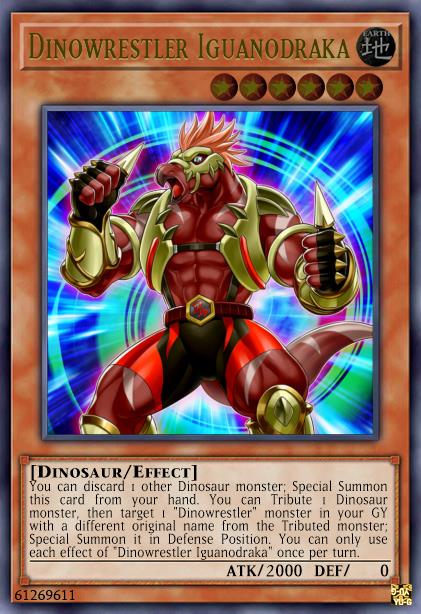 DINOWRESTLER IGUANODRAKA
EARTH
地
[DINOSAUR/EFFECT]
You can discard 1 other Dinosaur monster; Special Summon
this card from your hand. You can Tribute 1 Dinosaur
monster, then target 1 "Dinowrestler" monster in your GY
with a different original name from the Tributed monster;
Special Summon it in Defense Position. You can only use
each effect of "Dinowrestler Iguanodraka" once per turn.
ATK/2000 DEF/ 0
61269611